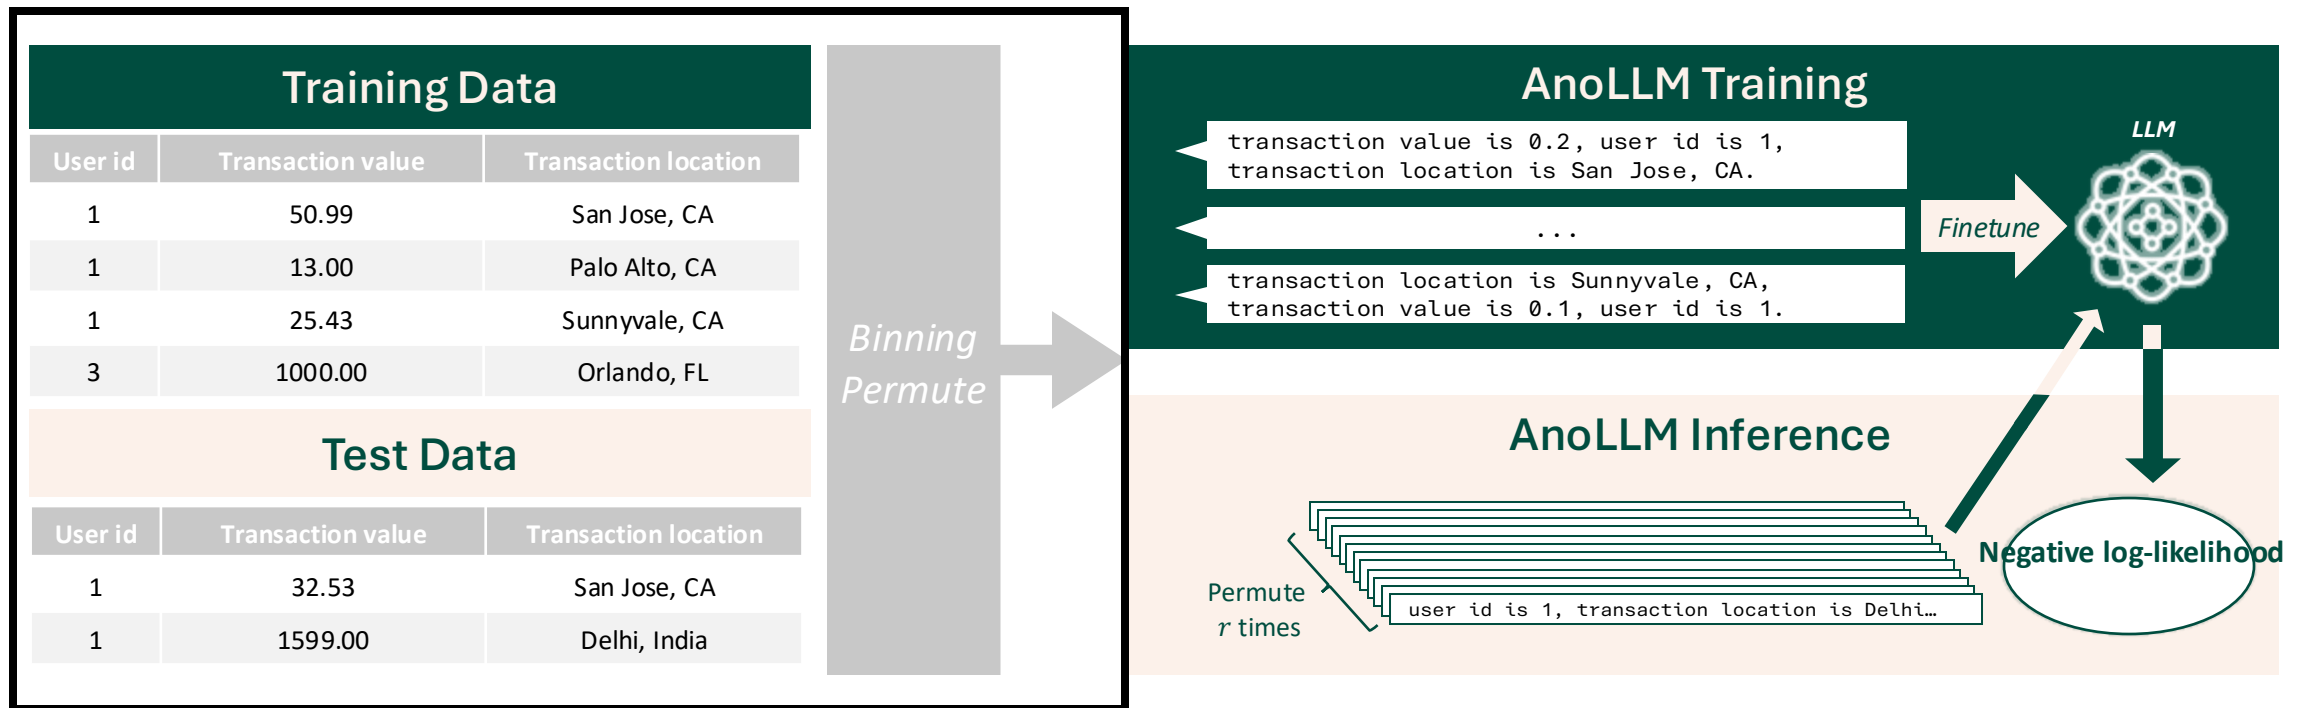 Training Data
User id Transaction value Transaction location
1 50.99 San Jose, CA
1 13.00 Palo Alto, CA
1 25.43 Sunnyvale, CA
3 1000.00 Orlando, FL
Test Data
User id Transaction value Transaction location
1 32.53 San Jose, CA
1 1599.00 Delhi, India
Binning
Permute
AnoLLM Training
transaction value is 0.2, user id is 1,
transaction location is San Jose, CA.
...
transaction location is Sunnyvale, CA,
transaction value is 0.1, user id is 1.
Finetune
LLM
AnoLLM Inference
Permute
r times
user id is 1, transaction location is Delhi…
Negative log-likelihood